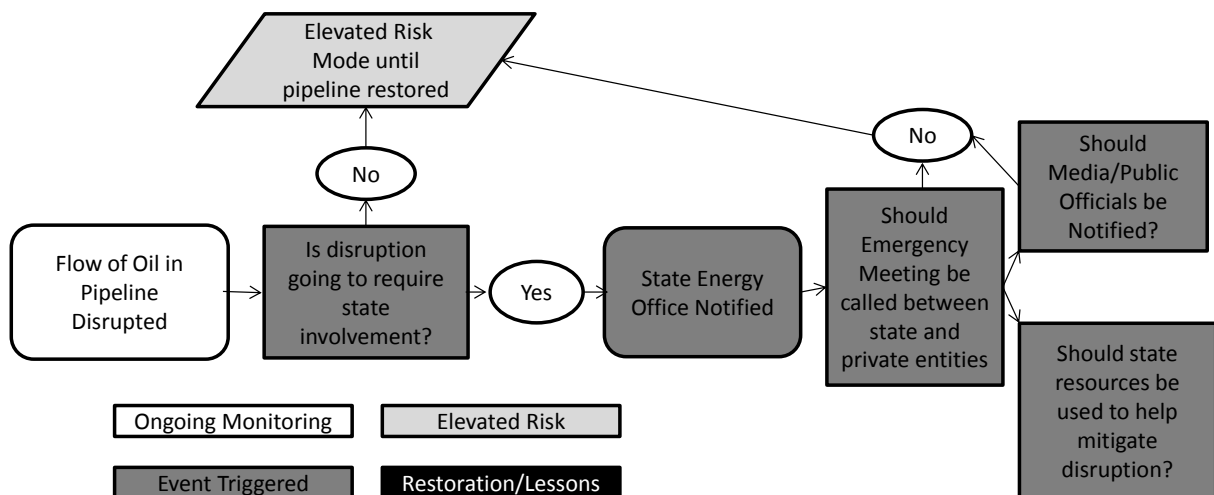 Elevated Risk
Mode until
pipeline restored
No
No
Should
Media/Public
Officials be
Notified?
Flow of Oil in
Pipeline
Disrupted
Is disruption
going to require
state
involvement?
Yes
State Energy
Office Notified
Should
Emergency
Meeting be
called between
state and
private entities
Should state
resources be
used to help
mitigate
disruption?
Ongoing Monitoring
Elevated Risk
Event Triggered
Restoration/Lessons